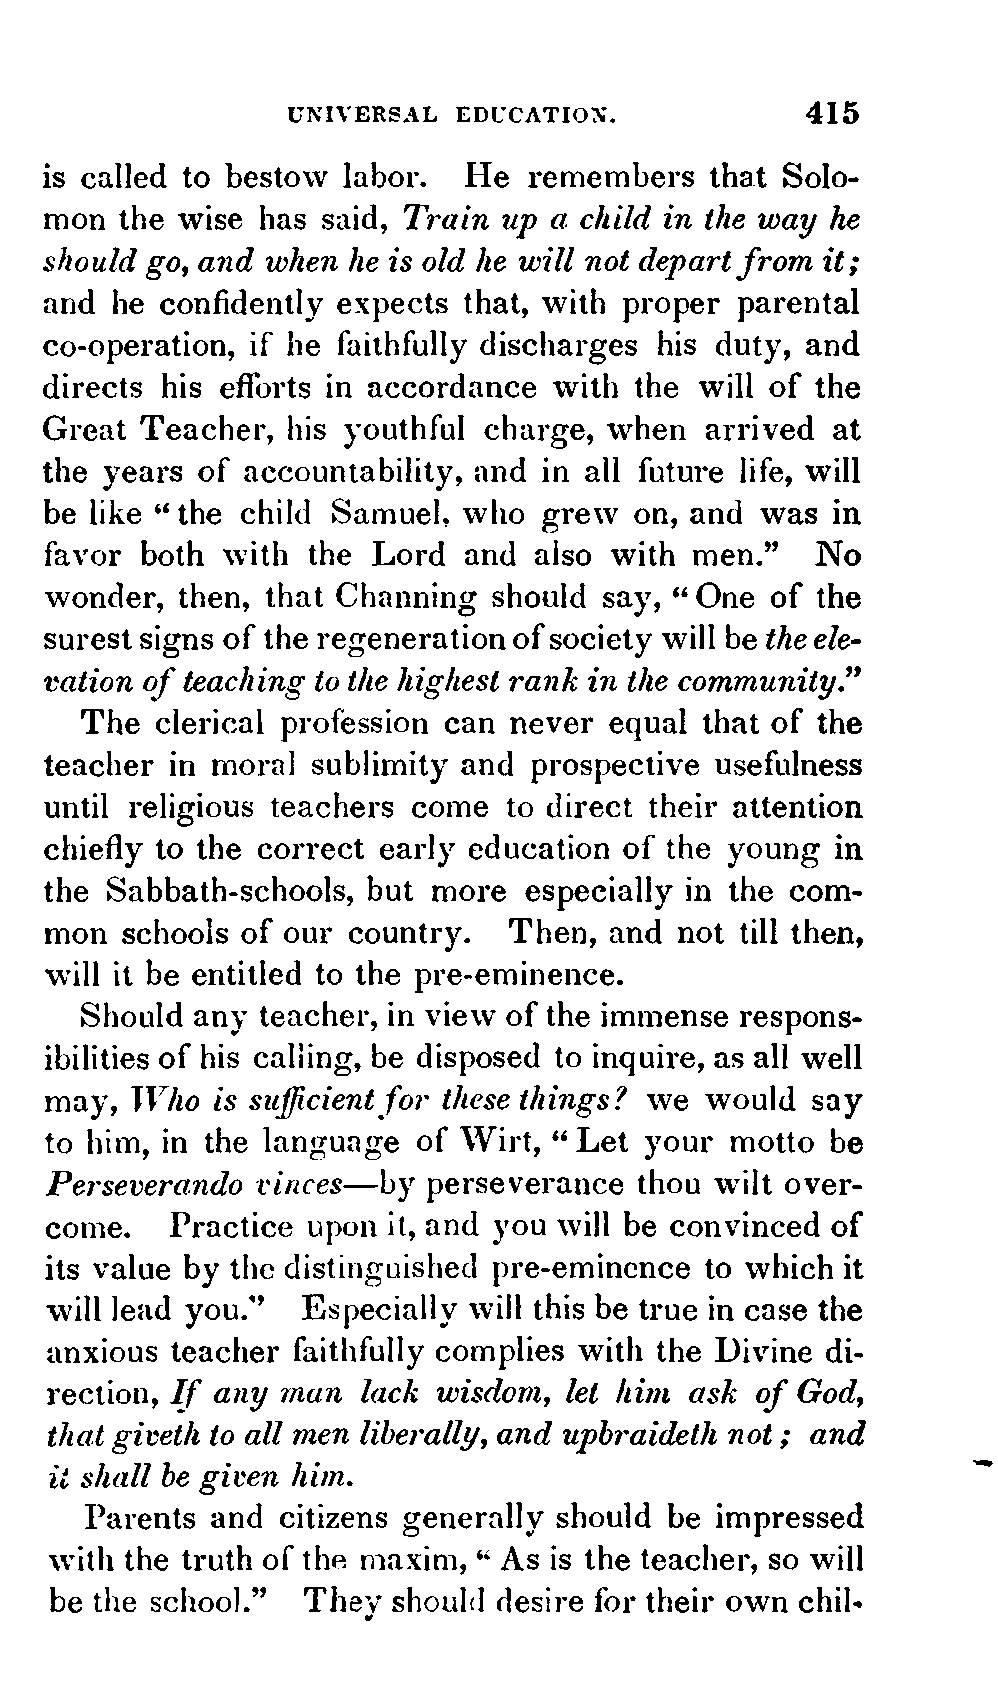 UNIVERSAL EDUCATION. 415
is called to bestow labor. He remembers that Solo-
mon the wise has said, Train up a child in the way he
should go, and when he is old he will not depart from it;
and he confidently expects that, with proper parental
co-operation, if he faithfully discharges his duty, and
directs his efforts in accordance with the will of the
Great Teacher, his youthful charge, when arrived at
the years of accountability, and in all future life, will
be like “the child Samuel, who grew on, and was in
favor both with the Lord and also with men.” No
wonder, then, that Channing should say, “One of the
surest signs of the regeneration of society will be the ele-
vation of teaching to the highest rank in the community.”
The clerical profession can never equal that of the
teacher in moral sublimity and prospective usefulness
until religious teachers come to direct their attention
chiefly to the correct early education of the young in
the Sabbath-schools, but more especially in the com-
mon schools of our country. Then, and not till then,
will it be entitled to the pre-eminence.
Should any teacher, in view of the immense respons-
ibilities of his calling, be disposed to inquire, as all well
may, Who is sufficient for these things? we would say
to him, in the language of Wirt, “Let your motto be
Perseverando vinces—by perseverance thou wilt over-
come. Practice upon it, and you will be convinced of
its value by the distinguished pre-eminence to which it
will lead you.” Especially will this be true in case the
anxious teacher faithfully complies with the Divine di-
rection, If any man lack wisdom, let him ask of God,
that giveth to all men liberally, and upbraideth not; and
it shall be given him.
Parents and citizens generally should be impressed
with the truth of the maxim, “As is the teacher, so will
be the school.” They should desire for their own chil-